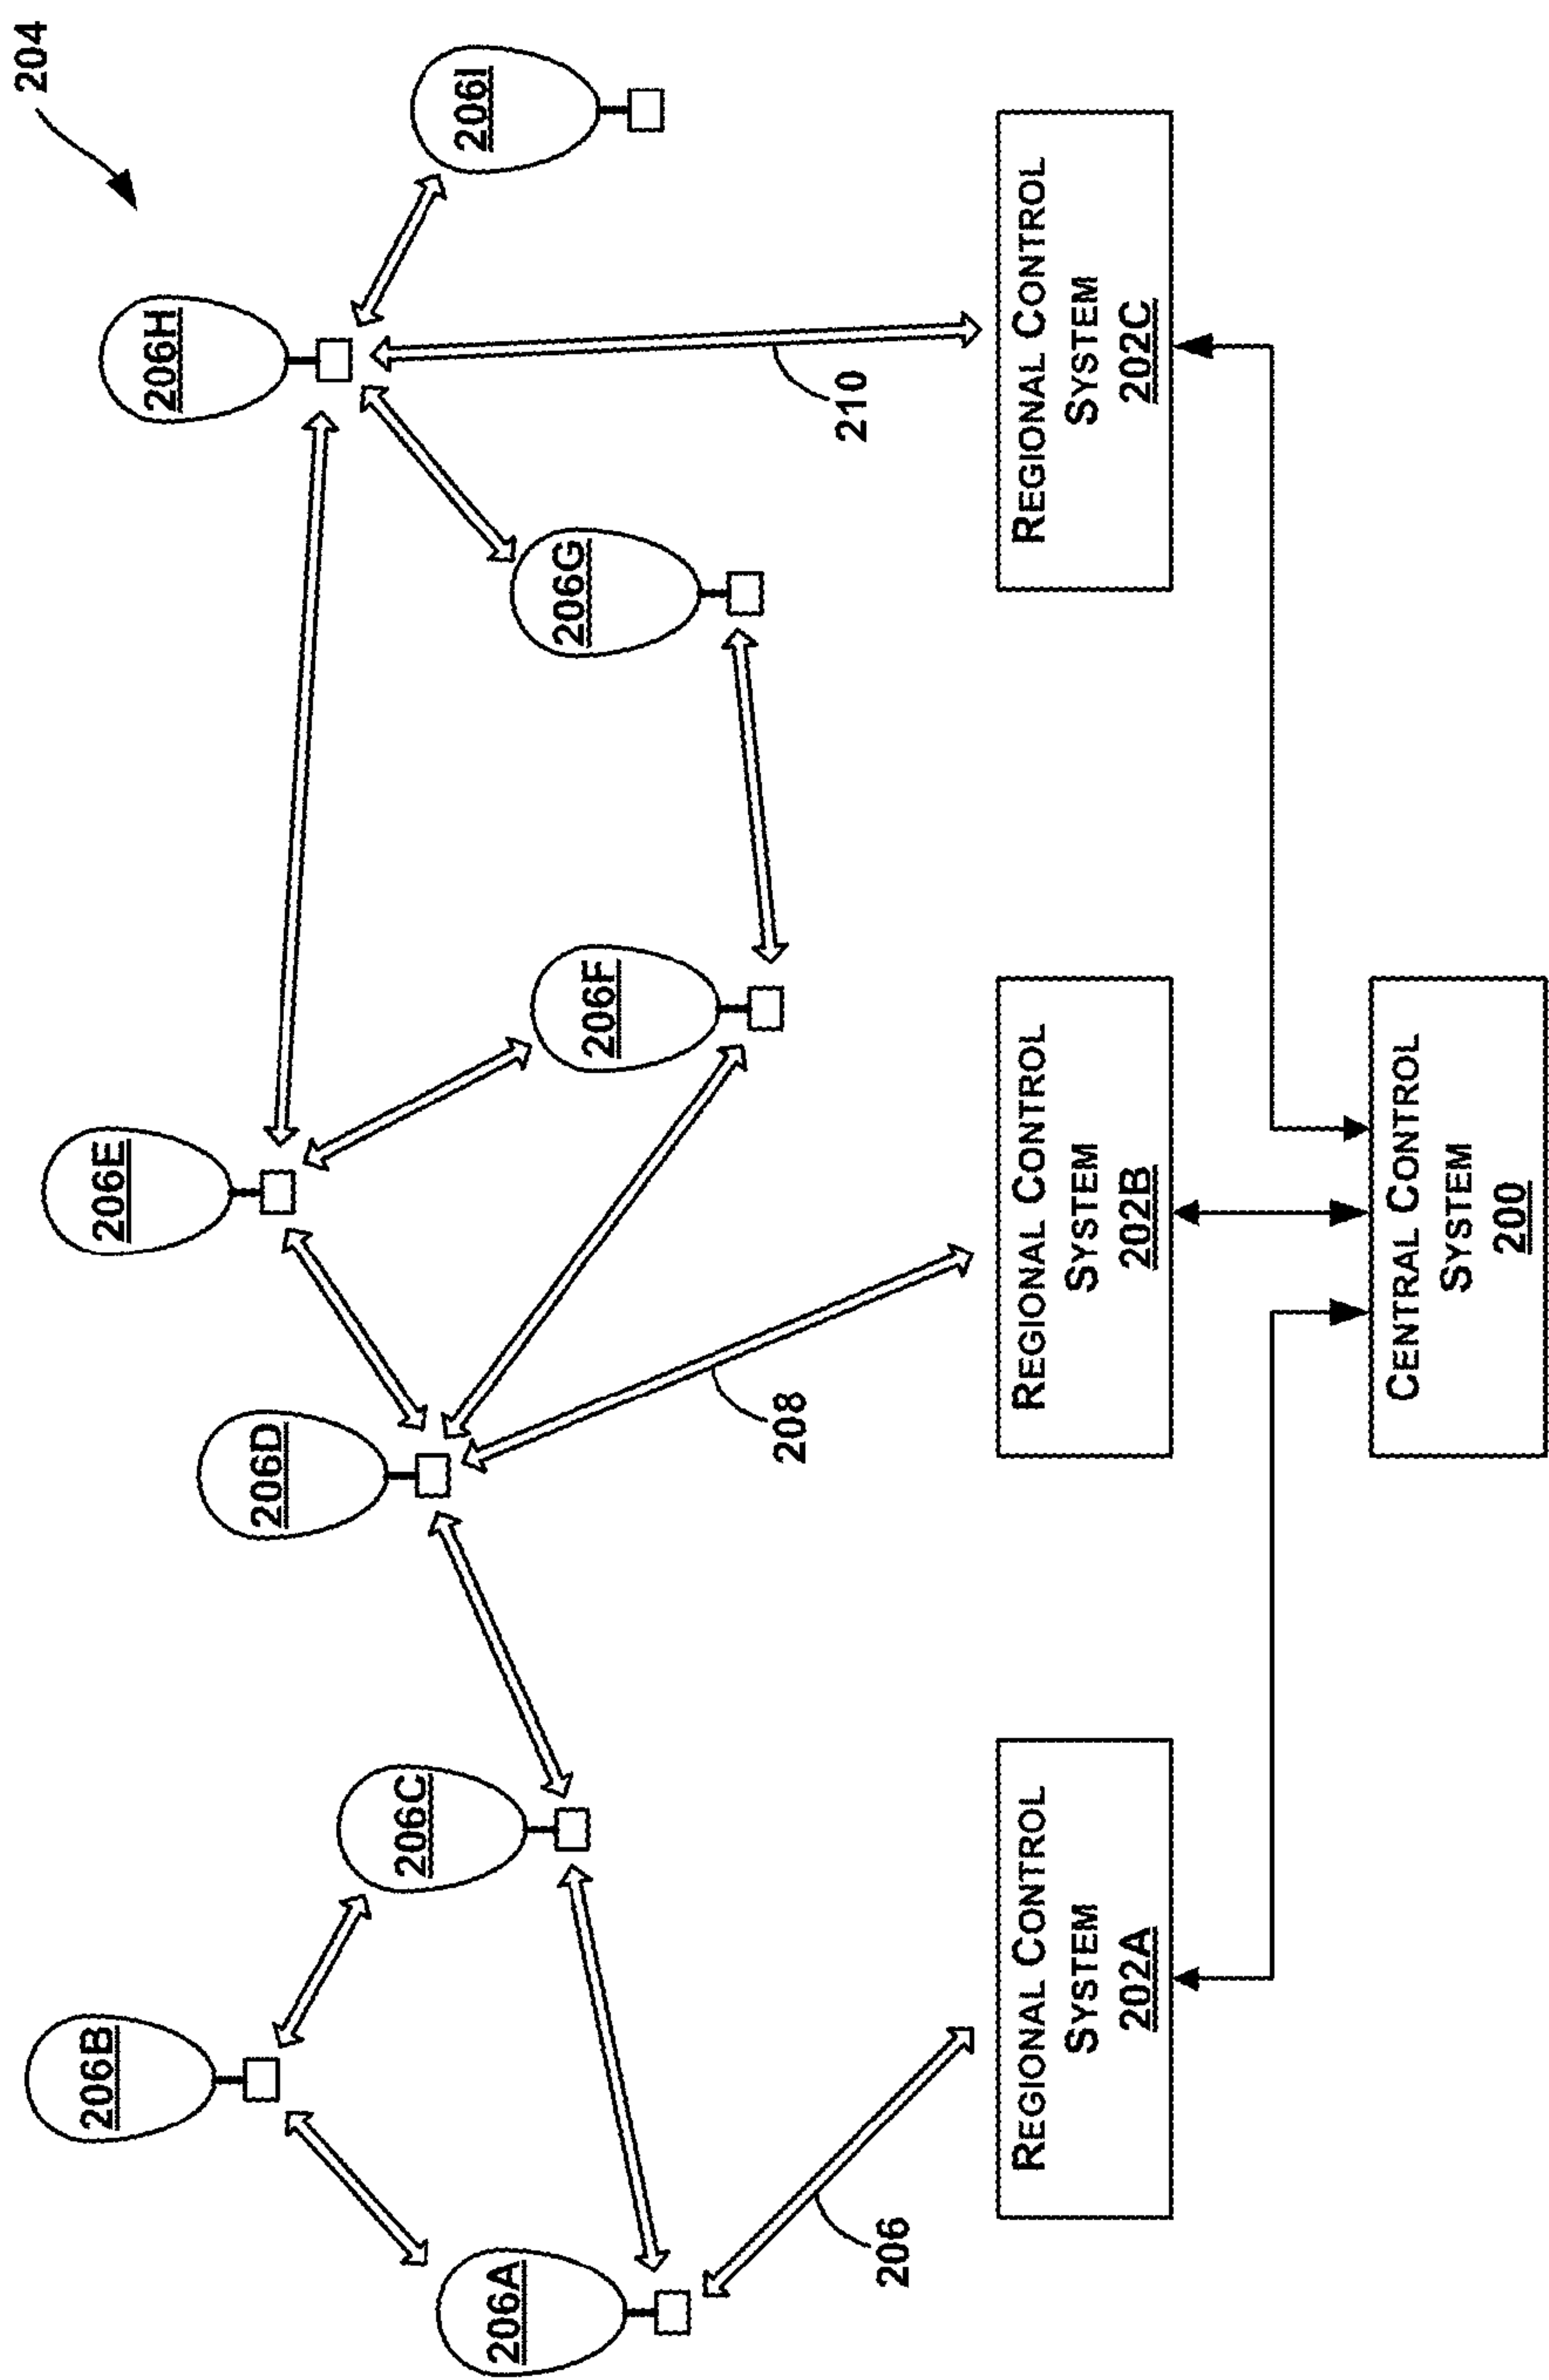 204
206B
206E
206H
206D
206C
206I
206A
206F
206G
206
208
210
REGIONAL CONTROL
SYSTEM
202A
REGIONAL CONTROL
SYSTEM
202B
REGIONAL CONTROL
SYSTEM
202C
CENTRAL CONTROL
SYSTEM
200